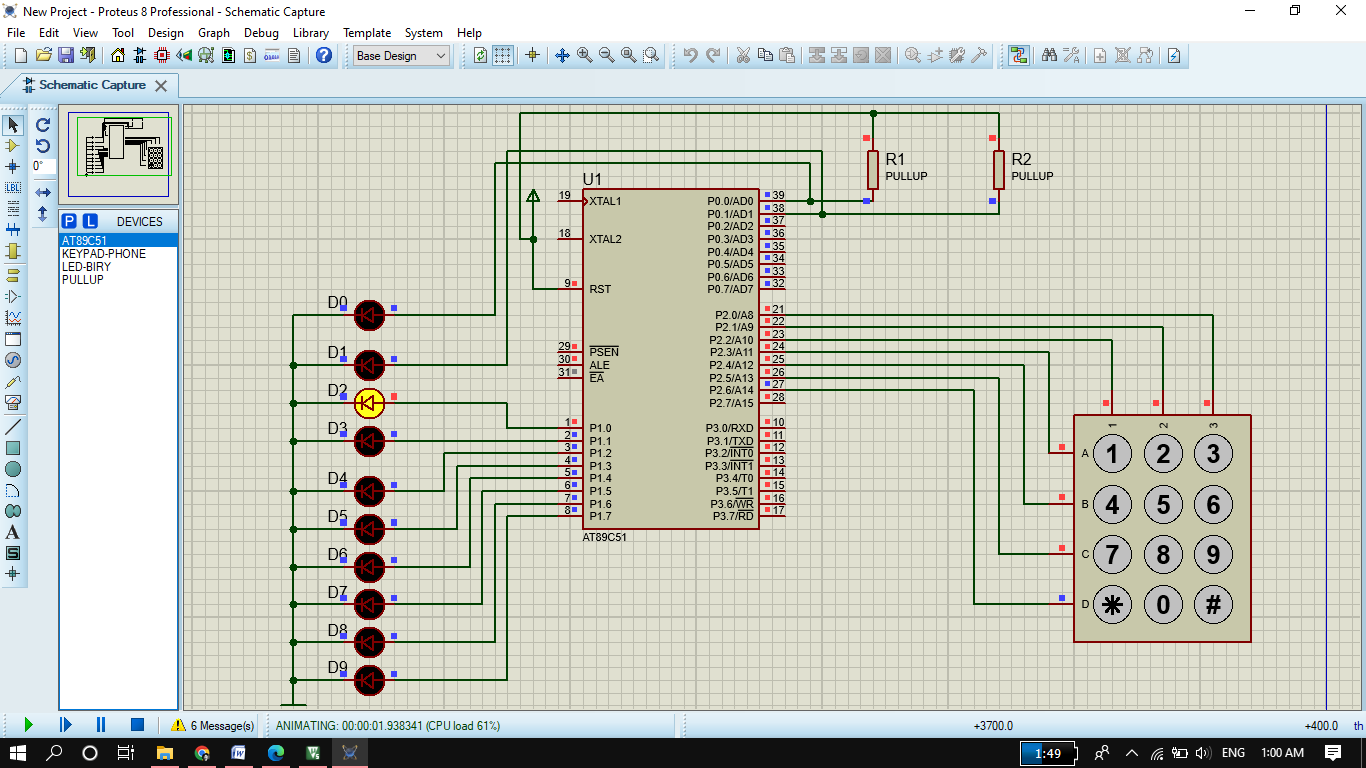 New Project - Proteus 8 Professional - Schematic Capture
File Edit View Tool Design Graph Debug Library Template System Help
Base Design
Schematic Capture
0°
LBL
P L DEVICES
AT89C51
KEYPAD-PHONE
LED-BIRY
PULLUP
A
S
R1
PULLUP
R2
PULLUP
U1
19 XTAL1
18 XTAL2
9 RST
29 PSEN
30 ALE
31 EA
1 P1.0
2 P1.1
3 P1.2
4 P1.3
5 P1.4
6 P1.5
7 P1.6
8 P1.7
P0.0/AD0 39
P0.1/AD1 38
P0.2/AD2 37
P0.3/AD3 36
P0.4/AD4 35
P0.5/AD5 34
P0.6/AD6 33
P0.7/AD7 32
P2.0/A8 21
P2.1/A9 22
P2.2/A10 23
P2.3/A11 24
P2.4/A12 25
P2.5/A13 26
P2.6/A14 27
P2.7/A15 28
P3.0/RXD 10
P3.1/TXD 11
P3.2/INT0 12
P3.3/INT1 13
P3.4/T0 14
P3.5/T1 15
P3.6/WR 16
P3.7/RD 17
AT89C51
D0
D1
D2
D3
D4
D5
D6
D7
D8
D9
1 2 3
A 1 2 3
B 4 5 6
C 7 8 9
D * 0 #
6 Message(s) ANIMATING: 00:00:01.938341 (CPU load 61%) +3700.0 +400.0 th
1:49 ENG 1:00 AM